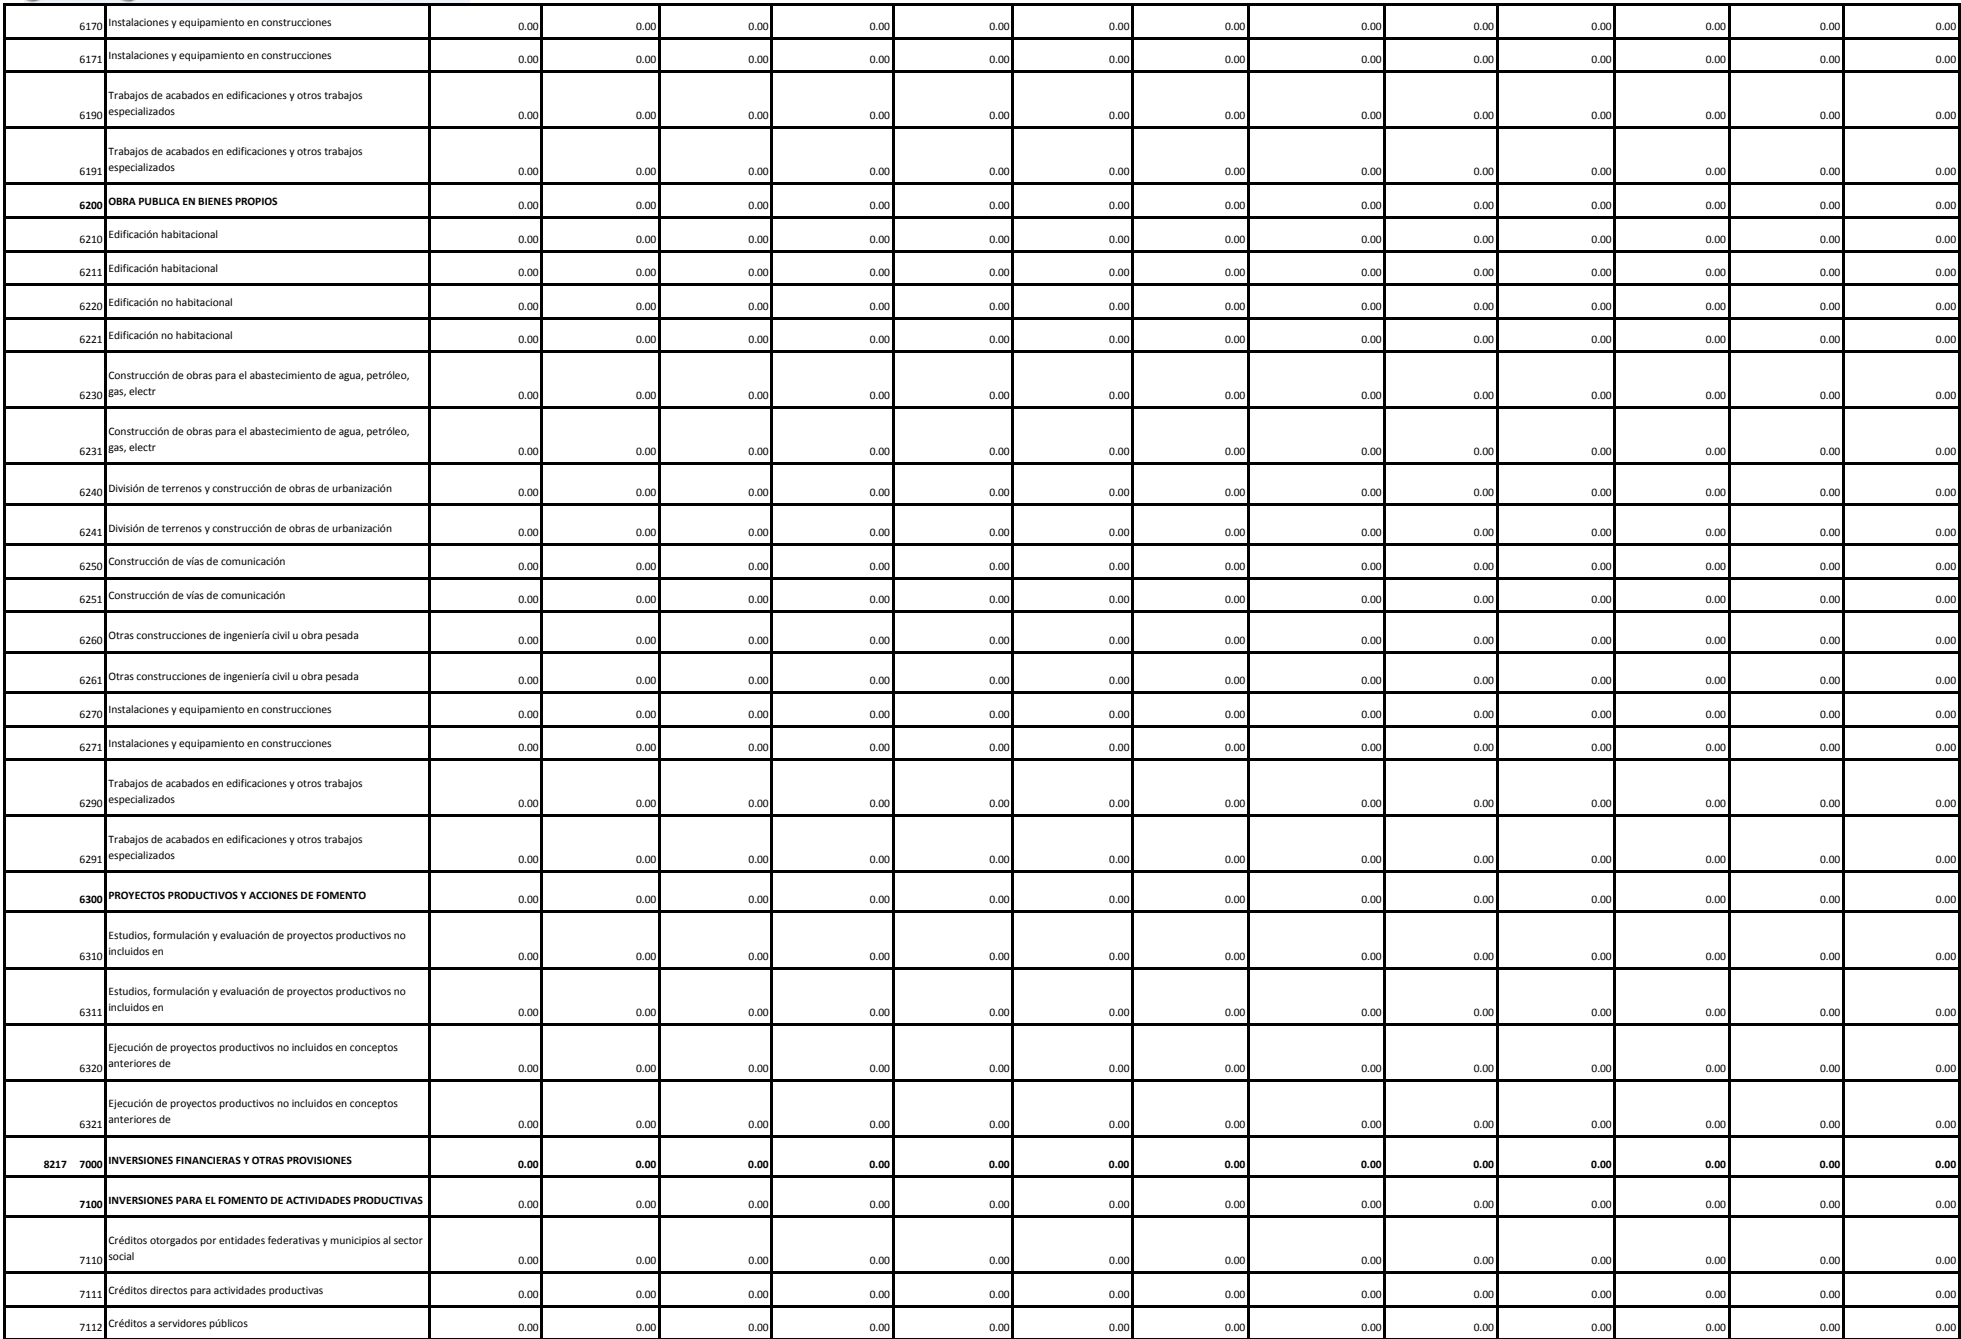 6170 Instalaciones y equipamiento en construcciones 0.00 0.00 0.00 0.00 0.00 0.00 0.00 0.00 0.00 0.00 0.00 0.00 0.00
6171 Instalaciones y equipamiento en construcciones 0.00 0.00 0.00 0.00 0.00 0.00 0.00 0.00 0.00 0.00 0.00 0.00 0.00
Trabajos de acabados en edificaciones y otros trabajos
6190 especializados 0.00 0.00 0.00 0.00 0.00 0.00 0.00 0.00 0.00 0.00 0.00 0.00 0.00
Trabajos de acabados en edificaciones y otros trabajos
6191 especializados 0.00 0.00 0.00 0.00 0.00 0.00 0.00 0.00 0.00 0.00 0.00 0.00 0.00
6200 OBRA PUBLICA EN BIENES PROPIOS 0.00 0.00 0.00 0.00 0.00 0.00 0.00 0.00 0.00 0.00 0.00 0.00 0.00
6210 Edificación habitacional 0.00 0.00 0.00 0.00 0.00 0.00 0.00 0.00 0.00 0.00 0.00 0.00 0.00
6211 Edificación habitacional 0.00 0.00 0.00 0.00 0.00 0.00 0.00 0.00 0.00 0.00 0.00 0.00 0.00
6220 Edificación no habitacional 0.00 0.00 0.00 0.00 0.00 0.00 0.00 0.00 0.00 0.00 0.00 0.00 0.00
6221 Edificación no habitacional 0.00 0.00 0.00 0.00 0.00 0.00 0.00 0.00 0.00 0.00 0.00 0.00 0.00
Construcción de obras para el abastecimiento de agua, petróleo,
6230 gas, electr 0.00 0.00 0.00 0.00 0.00 0.00 0.00 0.00 0.00 0.00 0.00 0.00 0.00
Construcción de obras para el abastecimiento de agua, petróleo,
6231 gas, electr 0.00 0.00 0.00 0.00 0.00 0.00 0.00 0.00 0.00 0.00 0.00 0.00 0.00
6240 División de terrenos y construcción de obras de urbanización 0.00 0.00 0.00 0.00 0.00 0.00 0.00 0.00 0.00 0.00 0.00 0.00 0.00
6241 División de terrenos y construcción de obras de urbanización 0.00 0.00 0.00 0.00 0.00 0.00 0.00 0.00 0.00 0.00 0.00 0.00 0.00
6250 Construcción de vías de comunicación 0.00 0.00 0.00 0.00 0.00 0.00 0.00 0.00 0.00 0.00 0.00 0.00 0.00
6251 Construcción de vías de comunicación 0.00 0.00 0.00 0.00 0.00 0.00 0.00 0.00 0.00 0.00 0.00 0.00 0.00
6260 Otras construcciones de ingeniería civil u obra pesada 0.00 0.00 0.00 0.00 0.00 0.00 0.00 0.00 0.00 0.00 0.00 0.00 0.00
6261 Otras construcciones de ingeniería civil u obra pesada 0.00 0.00 0.00 0.00 0.00 0.00 0.00 0.00 0.00 0.00 0.00 0.00 0.00
6270 Instalaciones y equipamiento en construcciones 0.00 0.00 0.00 0.00 0.00 0.00 0.00 0.00 0.00 0.00 0.00 0.00 0.00
6271 Instalaciones y equipamiento en construcciones 0.00 0.00 0.00 0.00 0.00 0.00 0.00 0.00 0.00 0.00 0.00 0.00 0.00
Trabajos de acabados en edificaciones y otros trabajos
6290 especializados 0.00 0.00 0.00 0.00 0.00 0.00 0.00 0.00 0.00 0.00 0.00 0.00 0.00
Trabajos de acabados en edificaciones y otros trabajos
6291 especializados 0.00 0.00 0.00 0.00 0.00 0.00 0.00 0.00 0.00 0.00 0.00 0.00 0.00
6300 PROYECTOS PRODUCTIVOS Y ACCIONES DE FOMENTO 0.00 0.00 0.00 0.00 0.00 0.00 0.00 0.00 0.00 0.00 0.00 0.00 0.00
Estudios, formulación y evaluación de proyectos productivos no
6310 incluidos en 0.00 0.00 0.00 0.00 0.00 0.00 0.00 0.00 0.00 0.00 0.00 0.00 0.00
Estudios, formulación y evaluación de proyectos productivos no
6311 incluidos en 0.00 0.00 0.00 0.00 0.00 0.00 0.00 0.00 0.00 0.00 0.00 0.00 0.00
Ejecución de proyectos productivos no incluidos en conceptos
6320 anteriores de 0.00 0.00 0.00 0.00 0.00 0.00 0.00 0.00 0.00 0.00 0.00 0.00 0.00
Ejecución de proyectos productivos no incluidos en conceptos
6321 anteriores de 0.00 0.00 0.00 0.00 0.00 0.00 0.00 0.00 0.00 0.00 0.00 0.00 0.00
8217 7000 INVERSIONES FINANCIERAS Y OTRAS PROVISIONES 0.00 0.00 0.00 0.00 0.00 0.00 0.00 0.00 0.00 0.00 0.00 0.00 0.00
7100 INVERSIONES PARA EL FOMENTO DE ACTIVIDADES PRODUCTIVAS 0.00 0.00 0.00 0.00 0.00 0.00 0.00 0.00 0.00 0.00 0.00 0.00 0.00
Créditos otorgados por entidades federativas y municipios al sector
7110 social 0.00 0.00 0.00 0.00 0.00 0.00 0.00 0.00 0.00 0.00 0.00 0.00 0.00
7111 Créditos directos para actividades productivas 0.00 0.00 0.00 0.00 0.00 0.00 0.00 0.00 0.00 0.00 0.00 0.00 0.00
7112 Créditos a servidores públicos 0.00 0.00 0.00 0.00 0.00 0.00 0.00 0.00 0.00 0.00 0.00 0.00 0.00